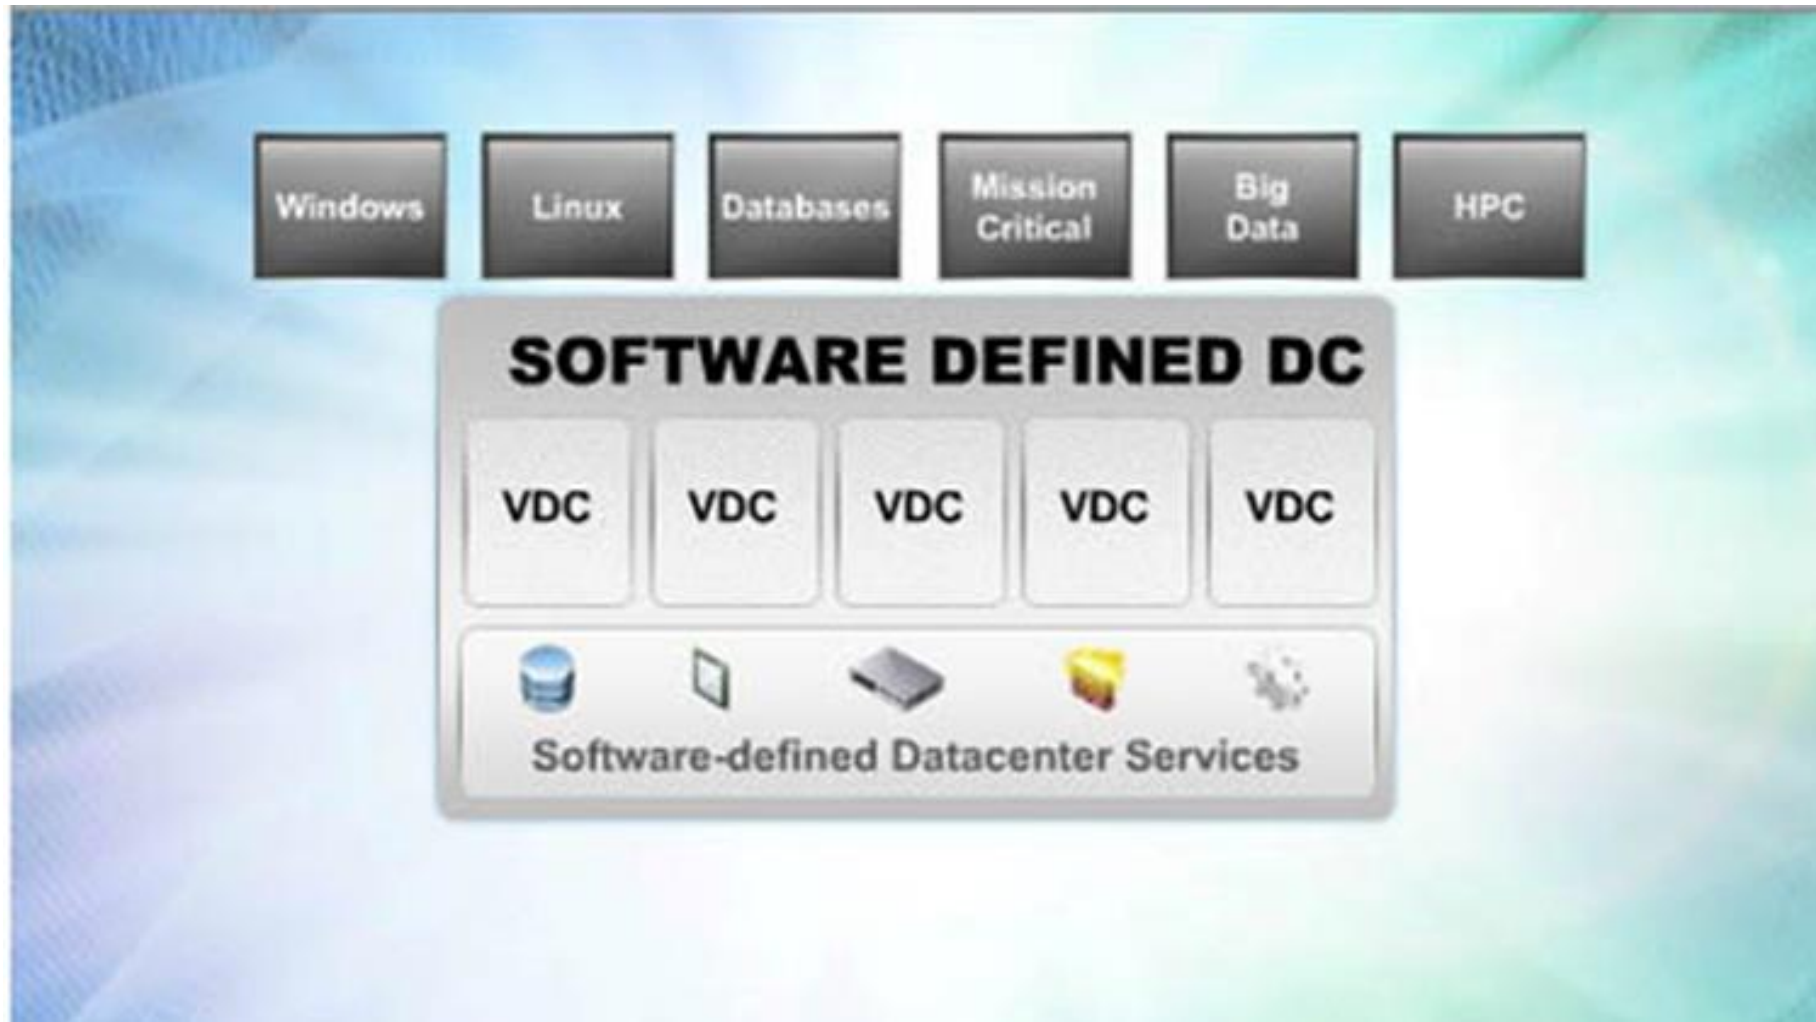 Windows
Linux
Databases
Mission
Critical
Big
Data
HPC
SOFTWARE DEFINED DC
VDC
VDC
VDC
VDC
VDC
Software-defined Datacenter Services